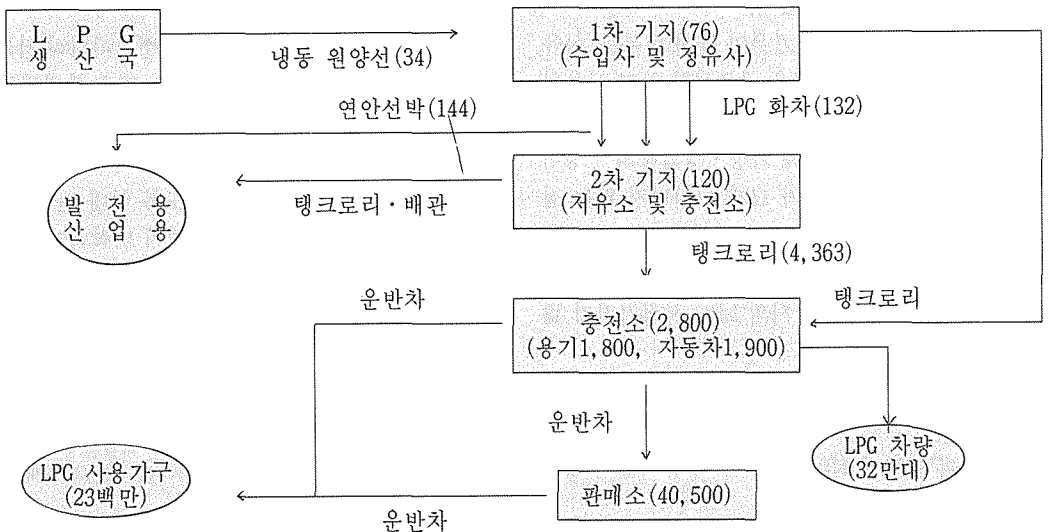 L P G
생 산 국
냉동 원양선(34)
1차 기지(76)
(수입사 및 정유사)
연안선박(144)
LPG 화차(132)
발 전 용
산 업 용
탱크로리·배관
2차 기지(120)
(저유소 및 충전소)
탱크로리(4,363)
운반차
탱크로리
충전소(2,800)
(용기1,800, 자동차1,900)
운반차
LPG 차량
(32만대)
LPG 사용가구
(23백만)
판매소(40,500)
운반차